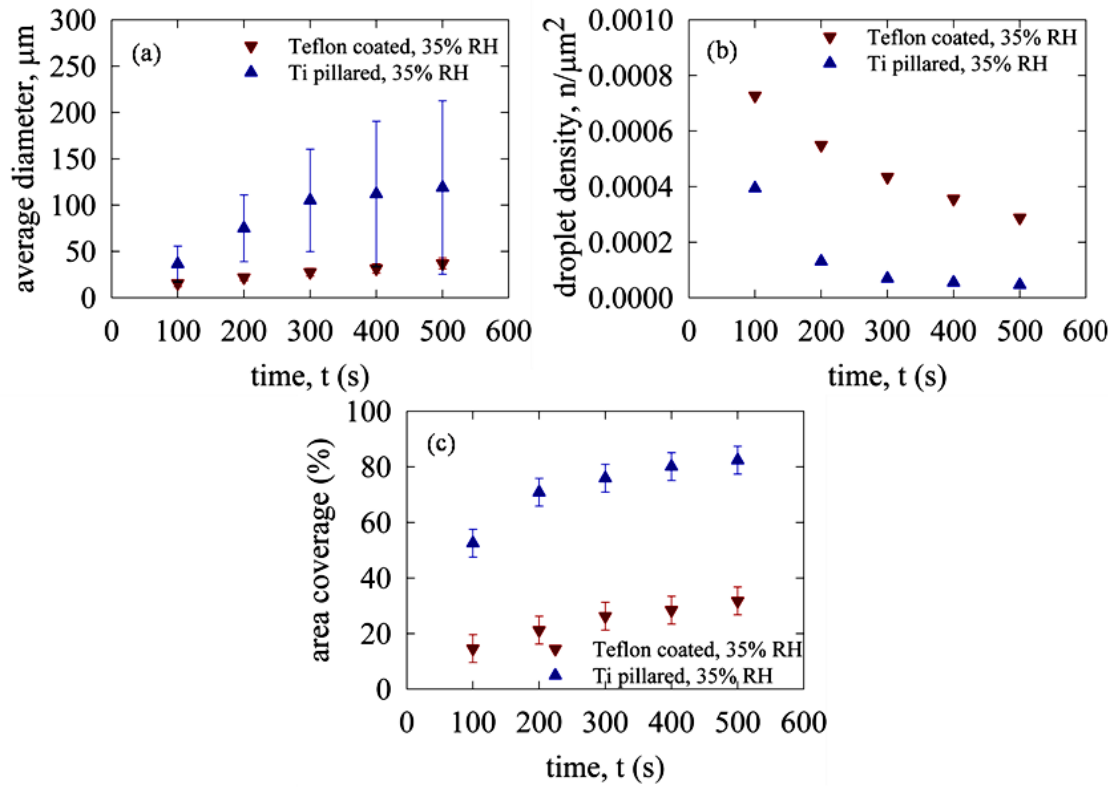 (a)
Teflon coated, 35% RH
Ti pillared, 35% RH
average diameter, μm
300
250
200
150
100
50
0
0 100 200 300 400 500 600
time, t (s)
(b)
Teflon coated, 35% RH
Ti pillared, 35% RH
droplet density, n/μm²
0.0010
0.0008
0.0006
0.0004
0.0002
0.0000
0 100 200 300 400 500 600
time, t (s)
(c)
area coverage (%)
100
80
60
40
20
0
Teflon coated, 35% RH
Ti pillared, 35% RH
0 100 200 300 400 500 600
time, t (s)